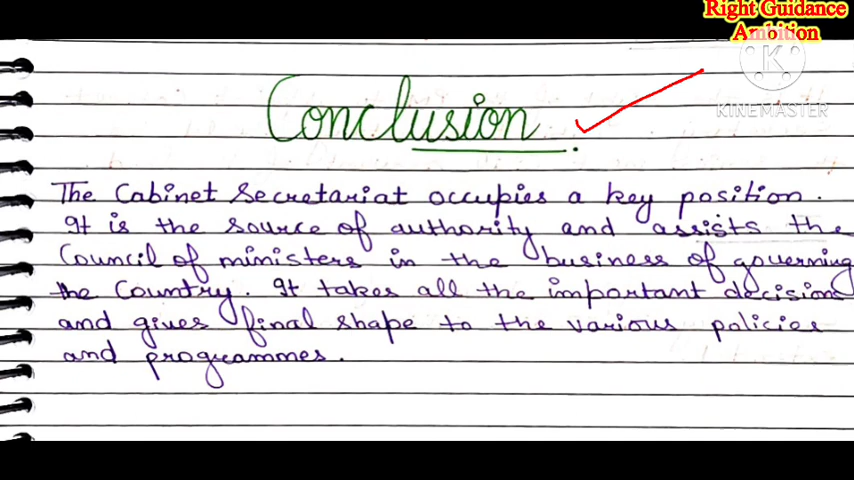 Right Guidance
Ambition
K
KINEMASTER
Conclusion
The Cabinet Secretariat occupies a key position.
It is the source of authority and assists the
Council of ministers in the business of governing
the Country. It takes all the important decisions
and gives final shape to the various policies
and programmes.